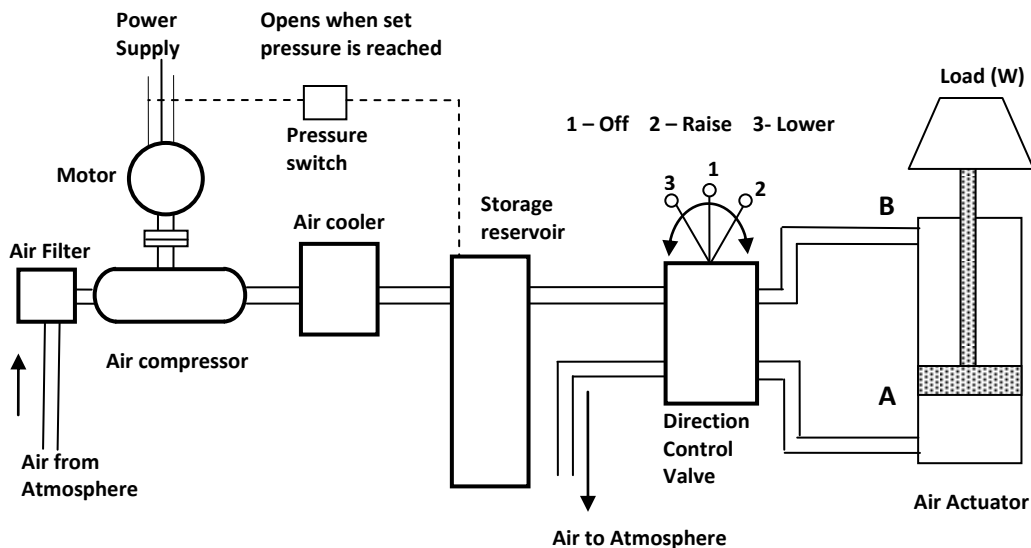 Power
Supply
Opens when set
pressure is reached
Load (W)
1 – Off 2 – Raise 3- Lower
Pressure
switch
Motor
1
3
2
Storage
reservoir
B
Air cooler
Air Filter
Air compressor
A
Direction
Control
Valve
Air from
Atmosphere
Air Actuator
Air to Atmosphere